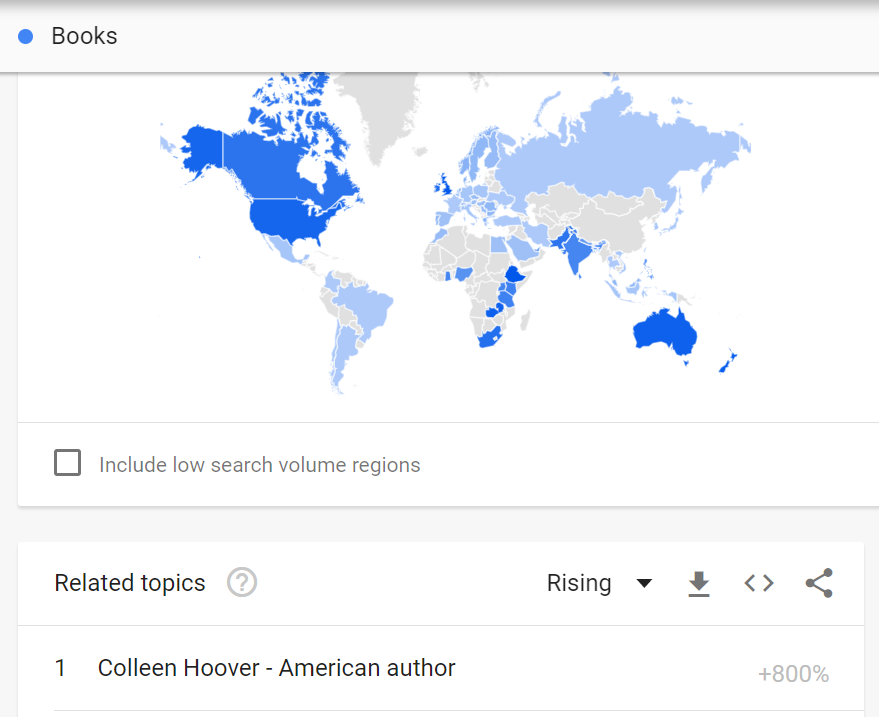 Books
Include low search volume regions
Related topics ?
Rising
1 Colleen Hoover - American author
+800%